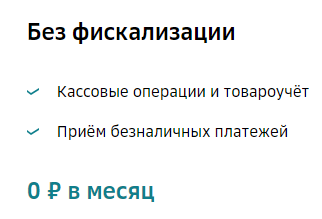 Без фискализации
Кассовые операции и товароучёт
Приём безналичных платежей
0 ₽ в месяц